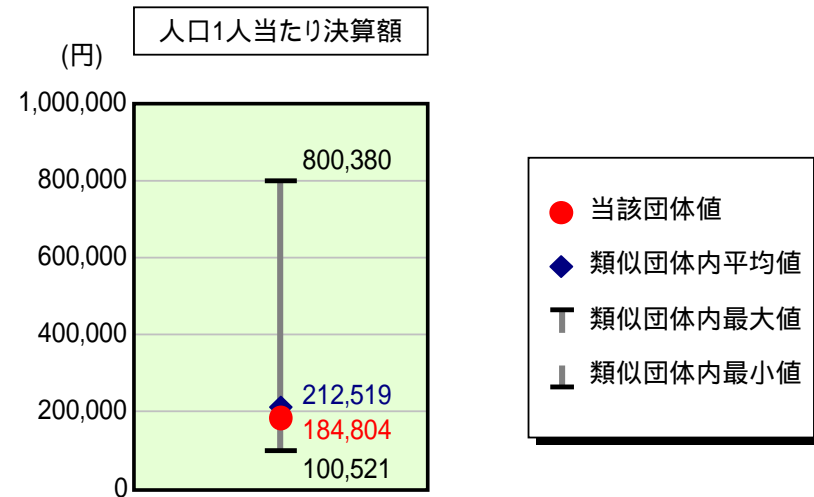 人口1人当たり決算額
(円)
1,000,000
800,000
600,000
400,000
200,000
0
800,380
212,519
184,804
100,521
当該団体値
類似団体内平均値
類似団体内最大値
類似団体内最小値